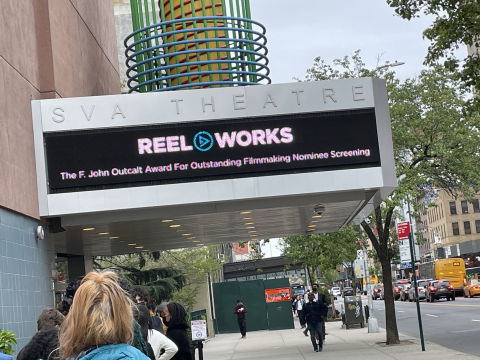 SVA THEATRE
REEL WORKS
The F. John Outcalt Award For Outstanding Filmmaking Nominee Screening